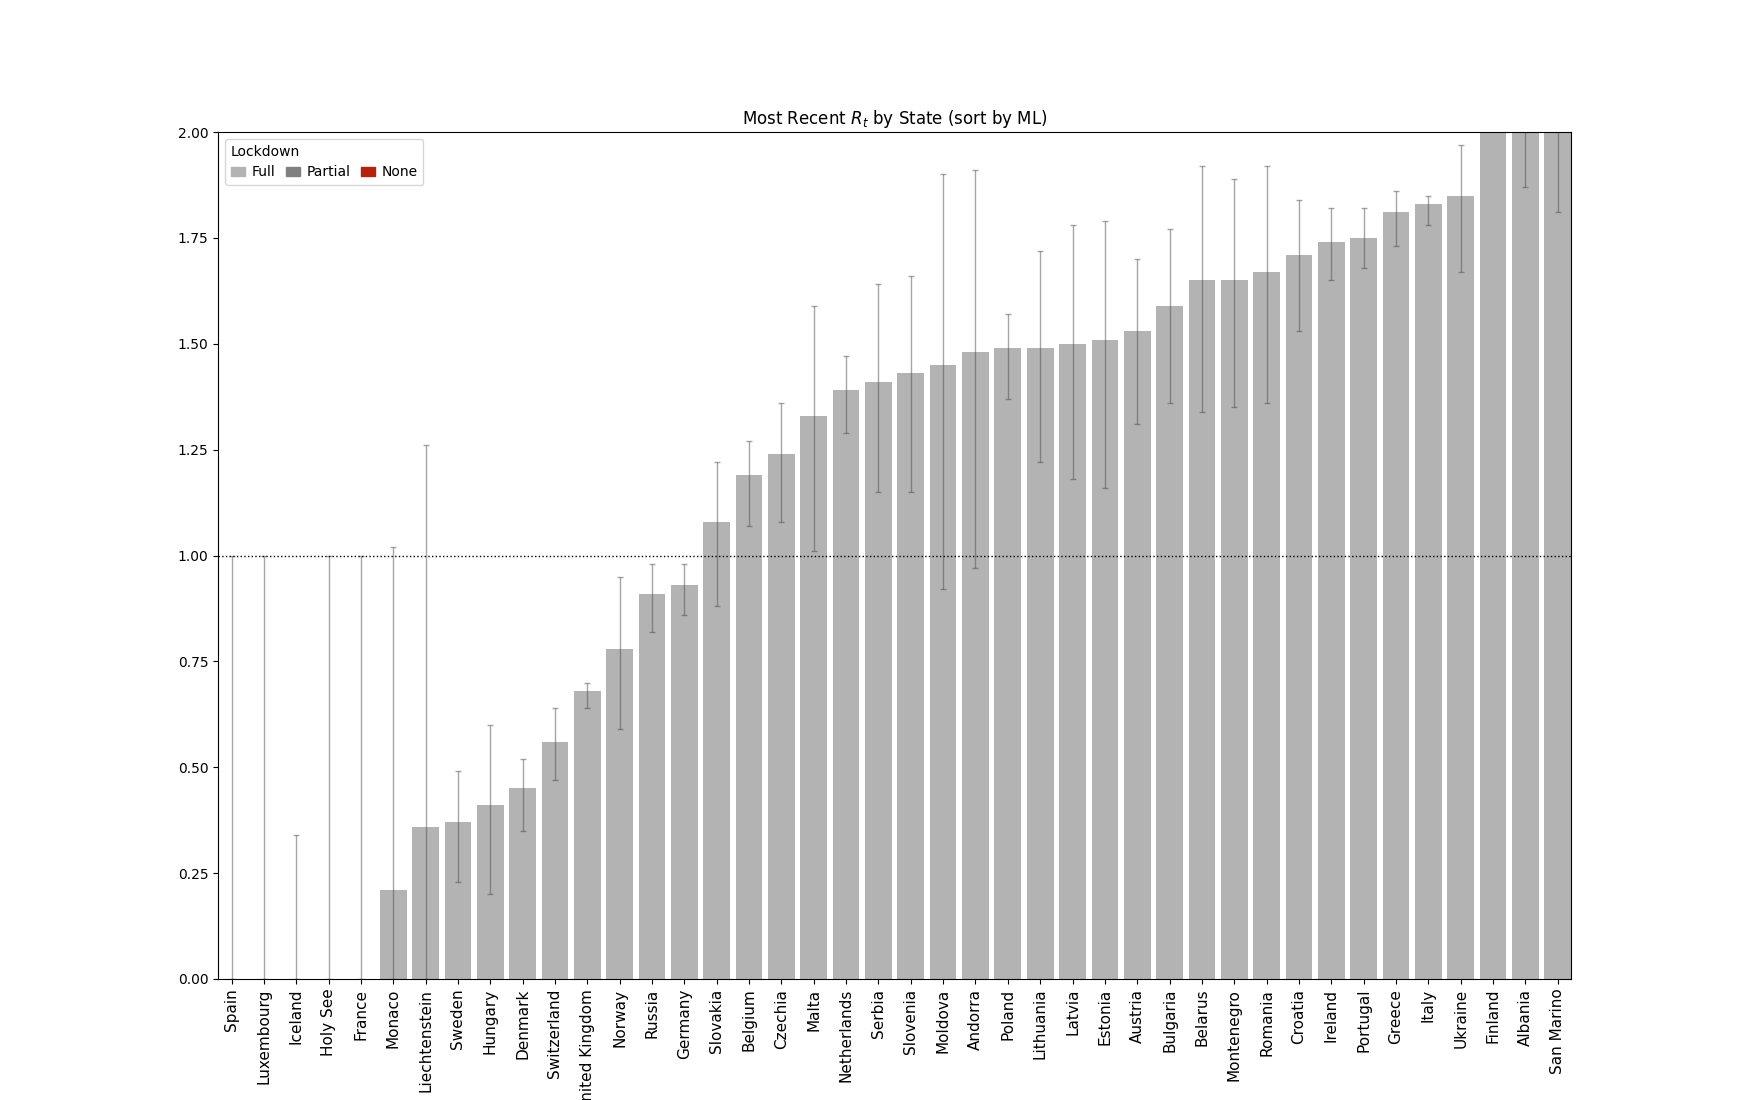 Most Recent Rt by State (sort by ML)
Lockdown
Full Partial None
2.00
1.75
1.50
1.25
1.00
0.75
0.50
0.25
0.00
Spain
Luxembourg
Iceland
Holy See
France
Monaco
Liechtenstein
Sweden
Hungary
Denmark
Switzerland
nited Kingdom
Norway
Russia
Germany
Slovakia
Belgium
Czechia
Malta
Netherlands
Serbia
Slovenia
Moldova
Andorra
Poland
Lithuania
Latvia
Estonia
Austria
Bulgaria
Belarus
Montenegro
Romania
Croatia
Ireland
Portugal
Greece
Italy
Ukraine
Finland
Albania
San Marino